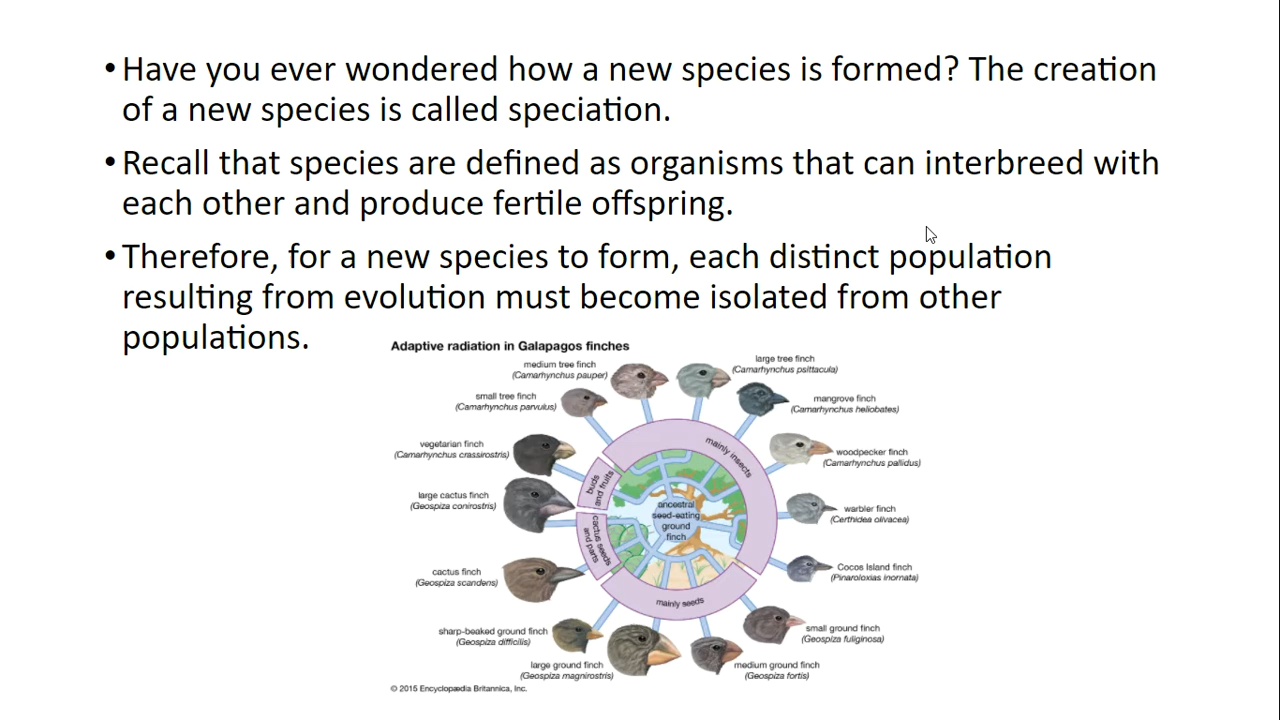 • Have you ever wondered how a new species is formed? The creation
of a new species is called speciation.
• Recall that species are defined as organisms that can interbreed with
each other and produce fertile offspring.
• Therefore, for a new species to form, each distinct population
resulting from evolution must become isolated from other
populations.
Adaptive radiation in Galapagos finches
medium tree finch
(Camarhynchus pauper)
large tree finch
(Camarhynchus psittacula)
small tree finch
(Camarhynchus parvulus)
mangrove finch
(Camarhynchus heliobates)
vegetarian finch
(Camarhynchus crassirostris)
woodpecker finch
(Camarhynchus pallidus)
large cactus finch
(Geospiza conirostris)
warbler finch
(Certhidea olivacea)
cactus finch
(Geospiza scandens)
Cocos Island finch
(Pinaroloxias inornata)
sharp-beaked ground finch
(Geospiza difficilis)
small ground finch
(Geospiza fuliginosa)
large ground finch
(Geospiza magnirostris)
medium ground finch
(Geospiza fortis)
mainly insects
buds
and fruits
cactus seeds
and parts
mainly seeds
ancestral
seed-eating
ground
finch
© 2015 Encyclopædia Britannica, Inc.